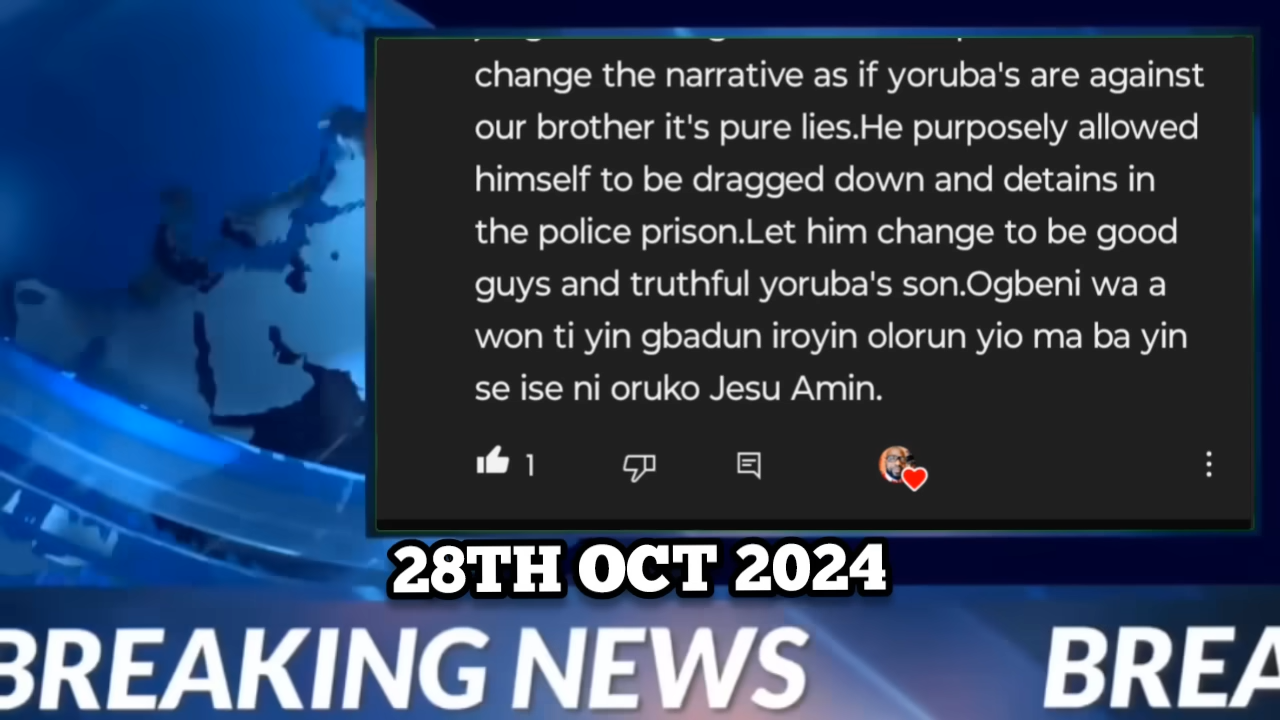 change the narrative as if yoruba's are against
our brother it's pure lies.He purposely allowed
himself to be dragged down and detains in
the police prison.Let him change to be good
guys and truthful yoruba's son.Ogbeni wa a
won ti yin gbadun iroyin olorun yio ma ba yin
se ise ni oruko Jesu Amin.
1
28TH OCT 2024
BREAKING NEWS BREA